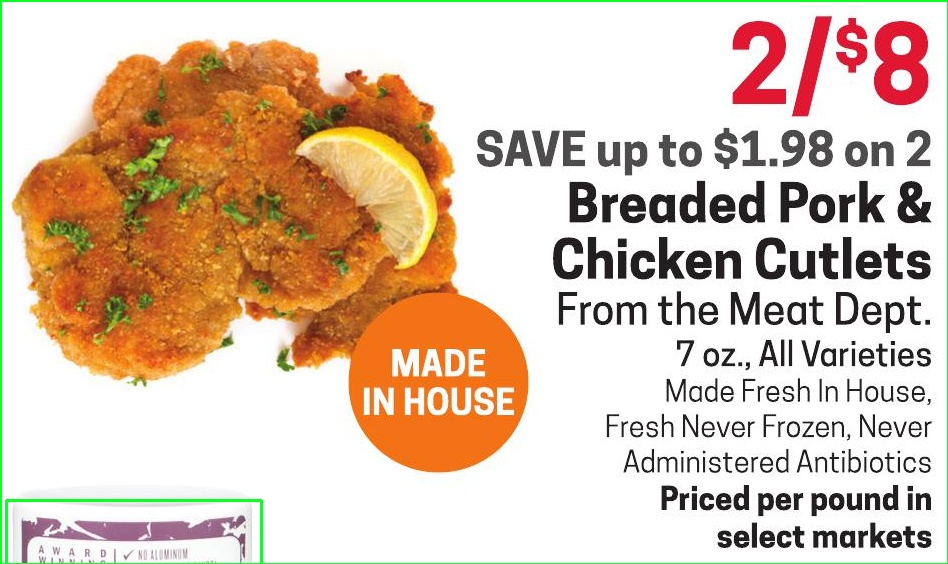 2/$8
SAVE up to $1.98 on 2
Breaded Pork &
Chicken Cutlets
From the Meat Dept.
7 oz., All Varieties
Made Fresh In House,
Fresh Never Frozen, Never
Administered Antibiotics
Priced per pound in
select markets
MADE
IN HOUSE
AWARD
WINNING
✓ NO ALUMINUM